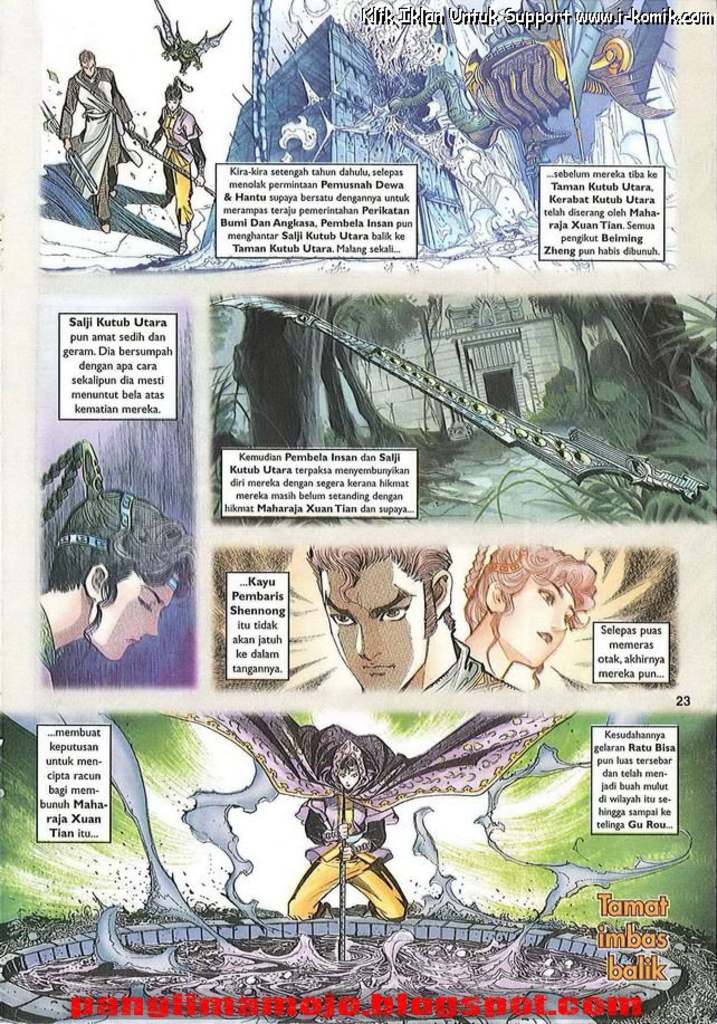 Klik Iklan Untuk Support www.i-komik.com
Kira-kira setengah tahun dahulu, selepas
menolak permintaan Pemusnah Dewa
& Hantu supaya bersatu dengannya untuk
merampas teraju pemerintahan Perikatan
Bumi Dan Angkasa, Pembela Insan pun
menghantar Salji Kutub Utara balik ke
Taman Kutub Utara. Malang sekali...
...sebelum mereka tiba ke
Taman Kutub Utara,
Kerabat Kutub Utara
telah diserang oleh Maha-
raja Xuan Tian. Semua
pengikut Beiming
Zheng pun habis dibunuh.
Salji Kutub Utara
pun amat sedih dan
geram. Dia bersumpah
dengan apa cara
sekalipun dia mesti
menuntut bela atas
kematian mereka.
Kemudian Pembela Insan dan Salji
Kutub Utara terpaksa menyembunyikan
diri mereka dengan segera kerana hikmat
mereka masih belum setanding dengan
hikmat Maharaja Xuan Tian dan supaya...
...Kayu
Pembaris
Shennong
itu tidak
akan jatuh
ke dalam
tangannya.
Selepas puas
memeras
otak, akhirnya
mereka pun...
23
...membuat
keputusan
untuk men-
cipta racun
bagi mem-
bunuh Maha-
raja Xuan
Tian itu...
Kesudahannya
gelaran Ratu Bisa
pun luas tersebar
dan telah men-
jadi buah mulut
di wilayah itu se-
hingga sampai ke
telinga Gu Rou...
Tamat
imbas
balik
panglimamojo.blogspot.com